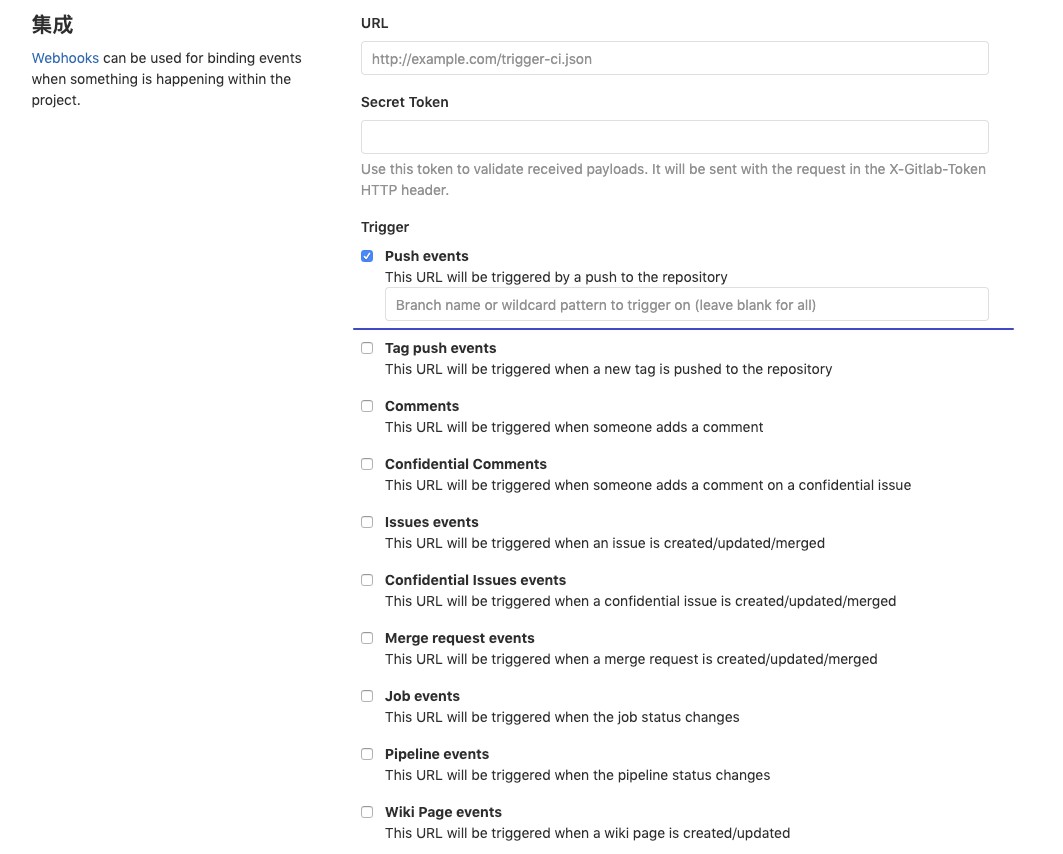 集成
Webhooks can be used for binding events
when something is happening within the
project.
URL
http://example.com/trigger-ci.json
Secret Token
Use this token to validate received payloads. It will be sent with the request in the X-Gitlab-Token
HTTP header.
Trigger
Push events
This URL will be triggered by a push to the repository
Branch name or wildcard pattern to trigger on (leave blank for all)
Tag push events
This URL will be triggered when a new tag is pushed to the repository
Comments
This URL will be triggered when someone adds a comment
Confidential Comments
This URL will be triggered when someone adds a comment on a confidential issue
Issues events
This URL will be triggered when an issue is created/updated/merged
Confidential Issues events
This URL will be triggered when a confidential issue is created/updated/merged
Merge request events
This URL will be triggered when a merge request is created/updated/merged
Job events
This URL will be triggered when the job status changes
Pipeline events
This URL will be triggered when the pipeline status changes
Wiki Page events
This URL will be triggered when a wiki page is created/updated